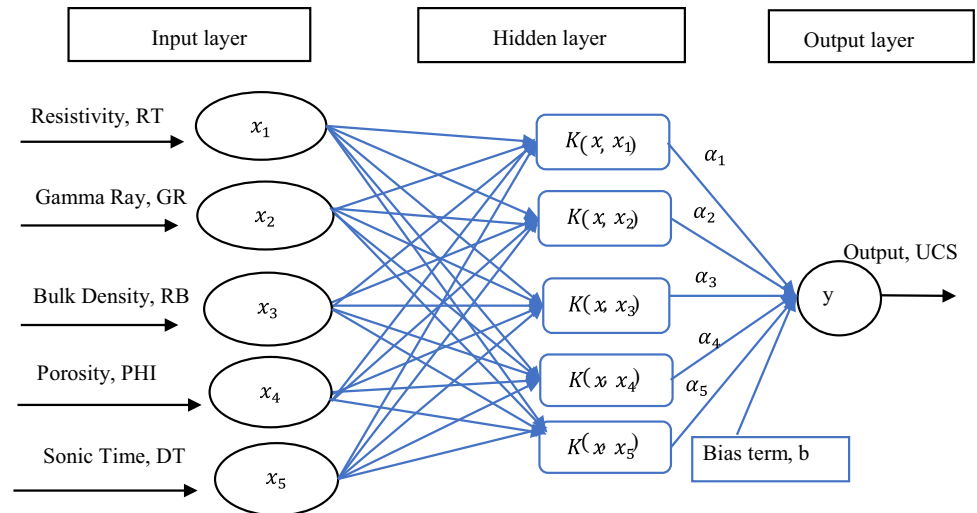 Input layer
Hidden layer
Output layer
Resistivity, RT
x₁
K(x, x₁)
α₁
Gamma Ray, GR
x₂
K(x, x₂)
α₂
Bulk Density, RB
x₃
K(x, x₃)
α₃
Output, UCS
y
Porosity, PHI
x₄
K(x, x₄)
α₄
Sonic Time, DT
x₅
K(x, x₅)
α₅
Bias term, b